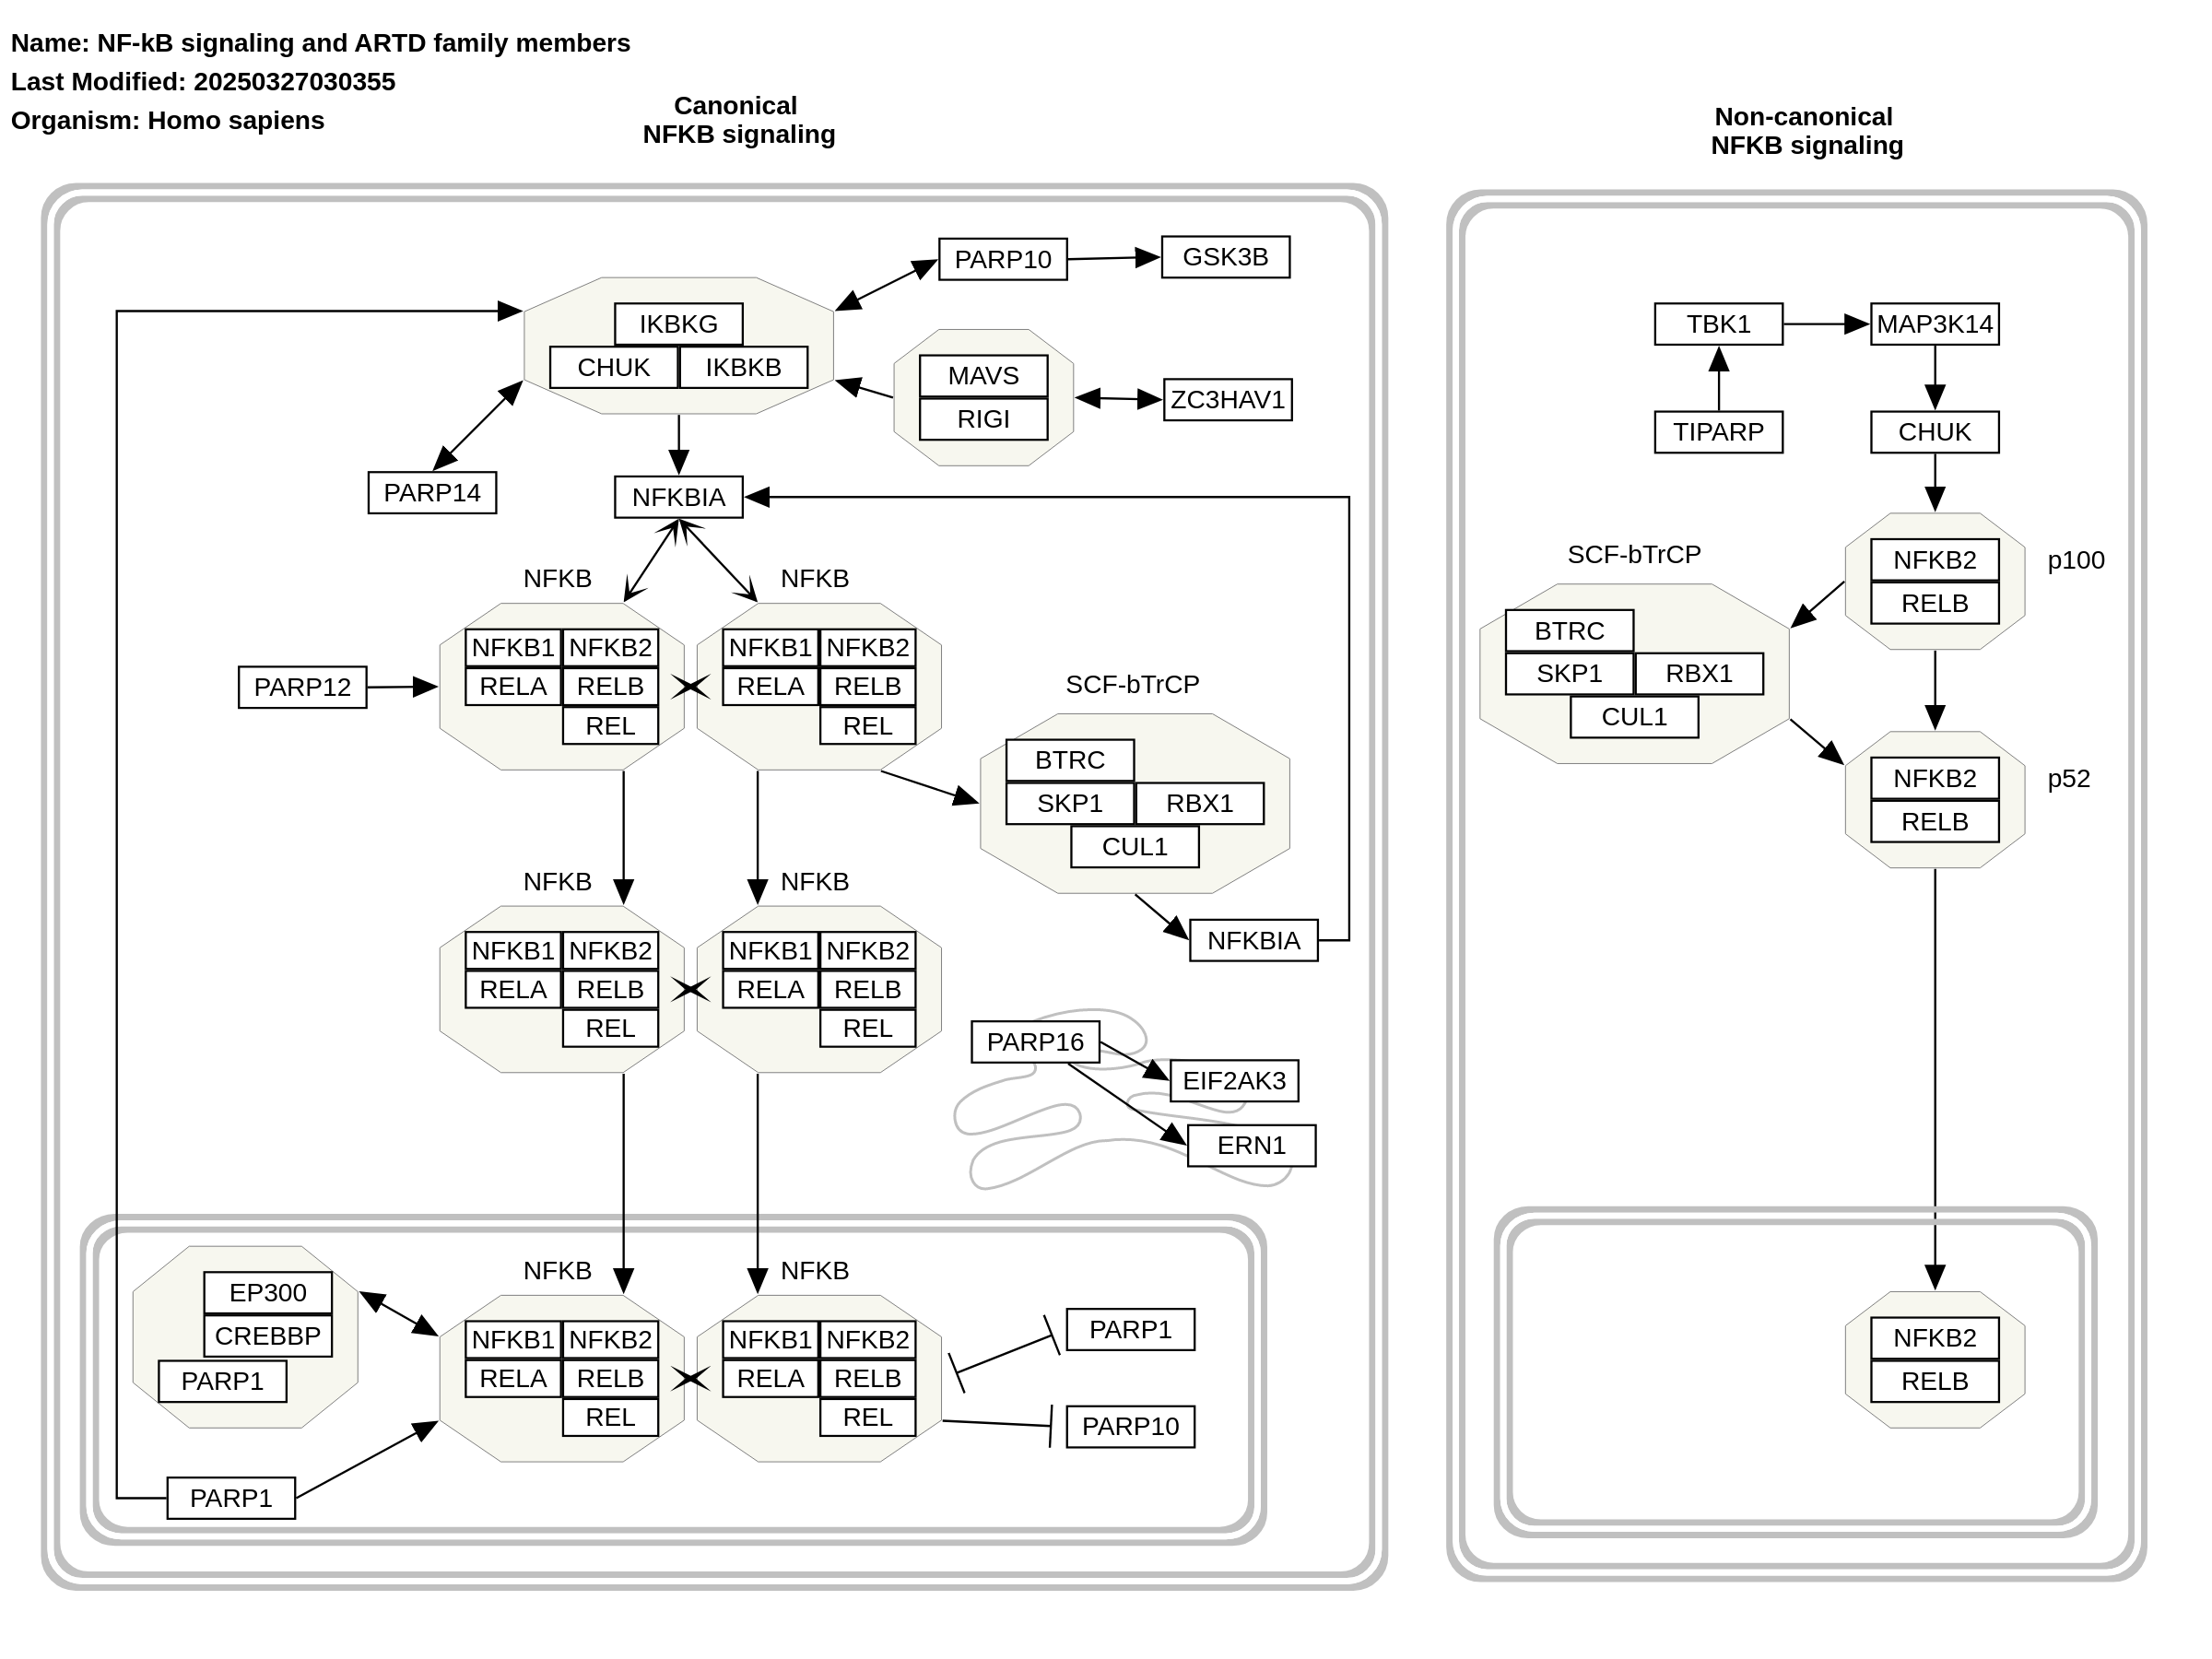 Name: NF-kB signaling and ARTD family members
Last Modified: 20250327030355
Organism: Homo sapiens
Canonical
NFKB signaling
Non-canonical
NFKB signaling
PARP10
GSK3B
IKBKG
CHUK
IKBKB
MAVS
RIGI
ZC3HAV1
PARP14
NFKBIA
NFKB
NFKB
NFKB1
NFKB2
RELA
RELB
REL
NFKB1
NFKB2
RELA
RELB
REL
PARP12
SCF-bTrCP
BTRC
SKP1
RBX1
CUL1
NFKB
NFKB
NFKB1
NFKB2
RELA
RELB
REL
NFKB1
NFKB2
RELA
RELB
REL
NFKBIA
PARP16
EIF2AK3
ERN1
EP300
CREBBP
PARP1
NFKB
NFKB
NFKB1
NFKB2
RELA
RELB
REL
NFKB1
NFKB2
RELA
RELB
REL
PARP1
PARP10
PARP1
TBK1
MAP3K14
TIPARP
CHUK
SCF-bTrCP
NFKB2
RELB
p100
BTRC
SKP1
RBX1
CUL1
NFKB2
RELB
p52
NFKB2
RELB